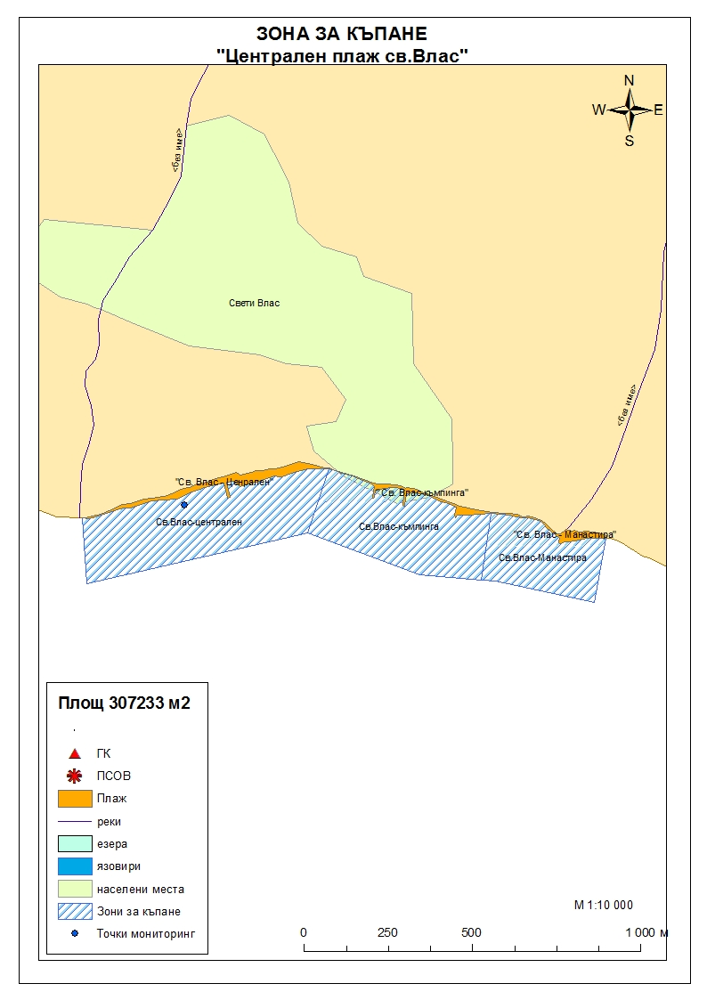 ЗОНА ЗА КЪПАНЕ
"Централен плаж св.Влас"
N
W E
S
<без име>
Свети Влас
<без име>
"Св. Влас - Ценрален"
"Св. Влас-къмпинга"
Св.Влас-централен
Св.Влас-къмпинга
"Св. Влас - Манастира"
Св.Влас-Манастира
Площ 307233 м2
ГК
ПСОВ
Плаж
реки
езера
язовири
населени места
Зони за къпане
Точки мониторинг
М 1:10 000
0 250 500 1 000 м